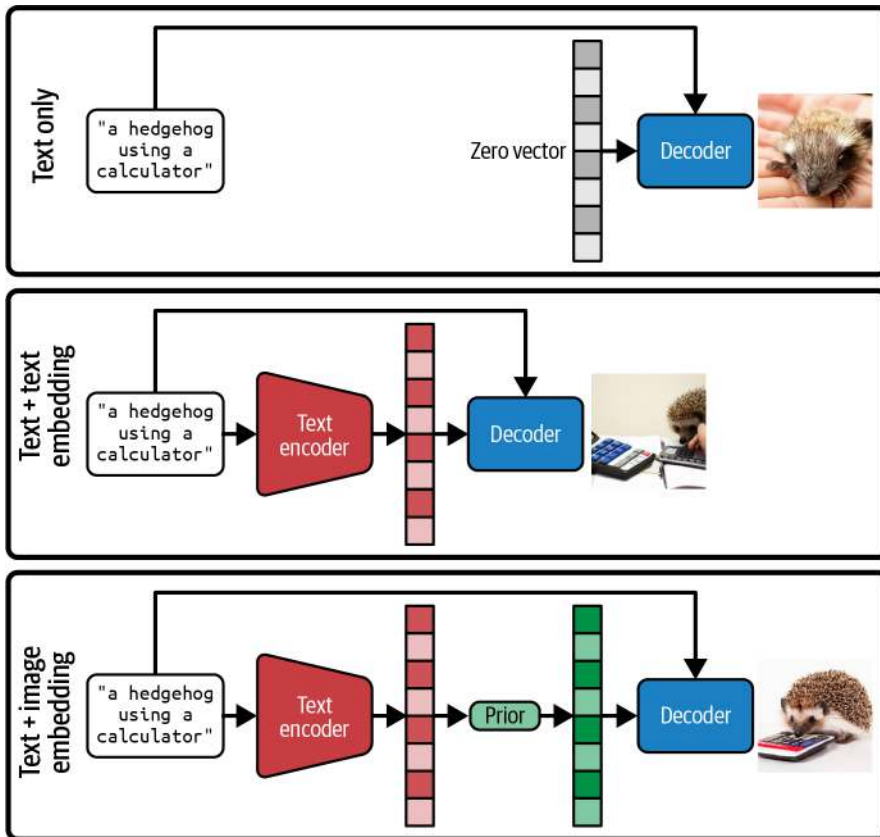 Text only
"a hedgehog
using a
calculator"
Zero vector
Decoder
Text + text
embedding
"a hedgehog
using a
calculator"
Text
encoder
Decoder
Text + image
embedding
"a hedgehog
using a
calculator"
Text
encoder
Prior
Decoder